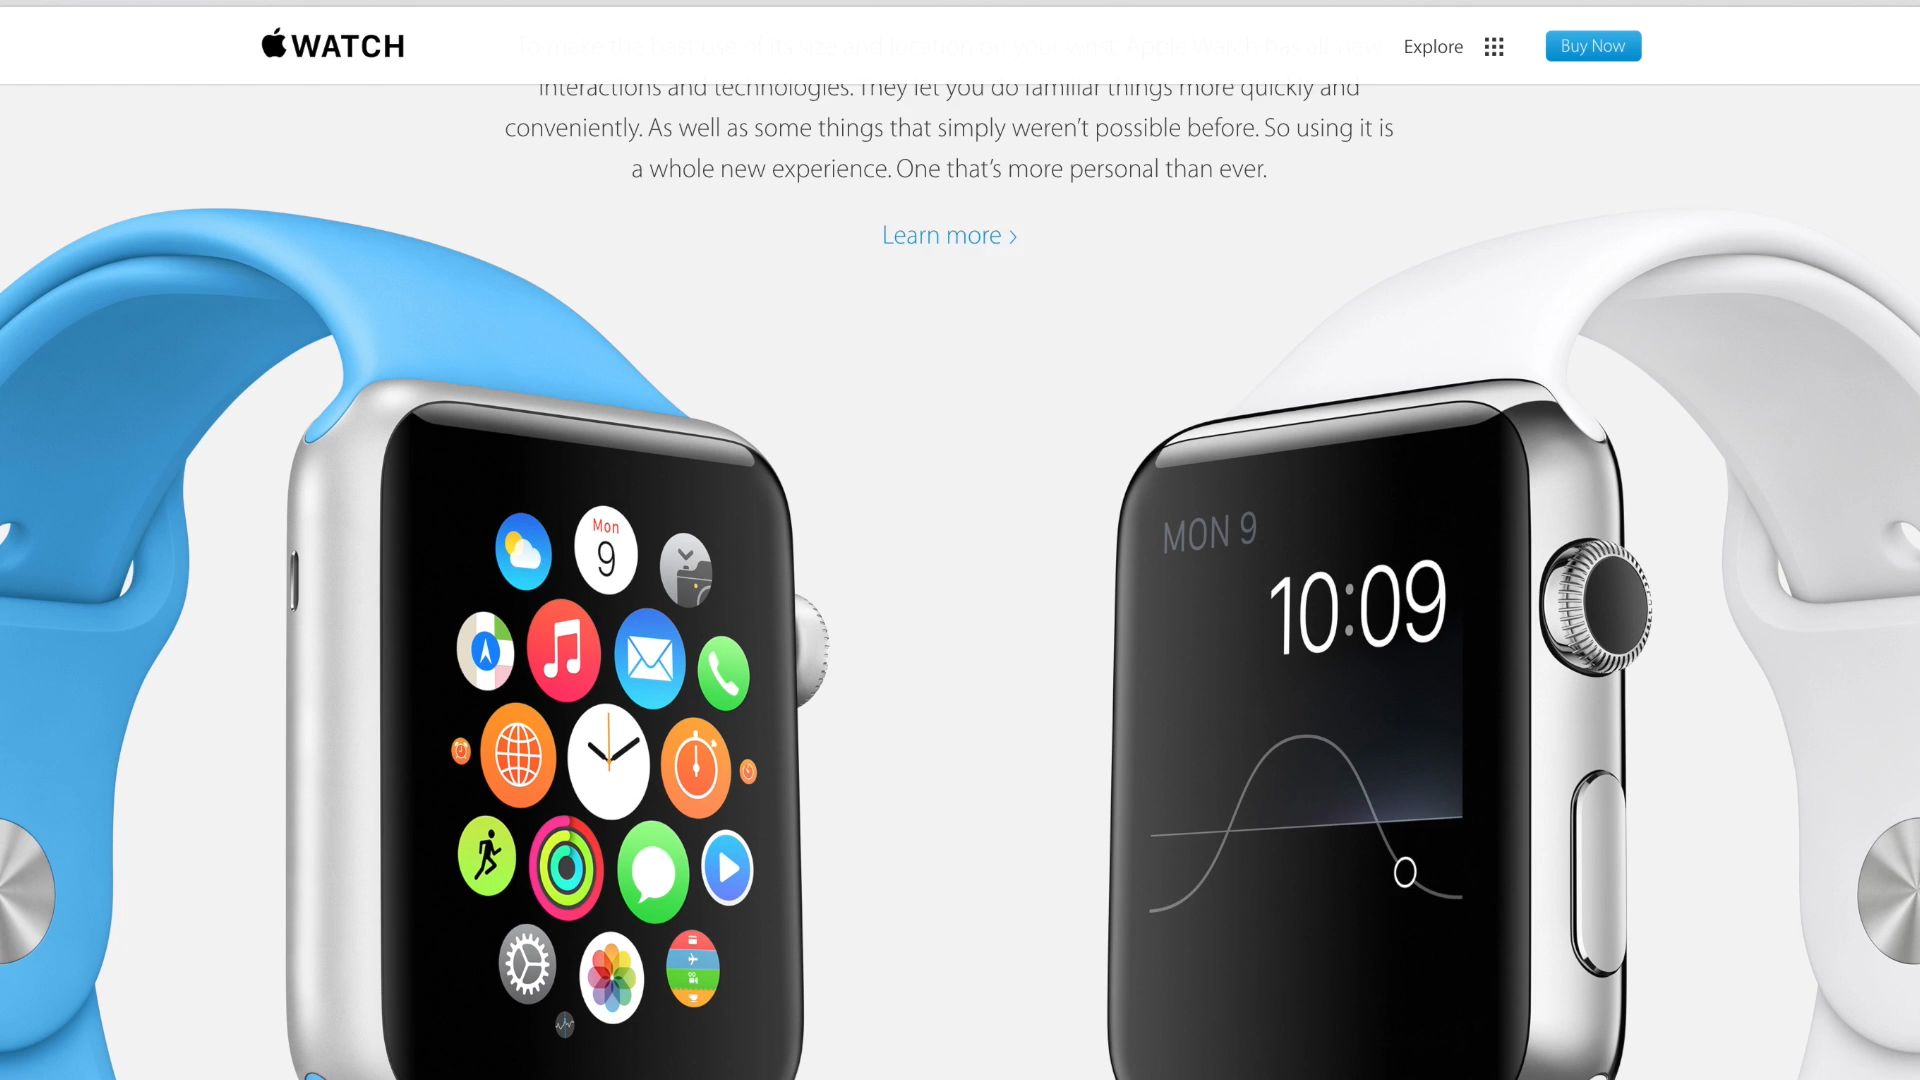 WATCH
Explore
Buy Now
interactions and technologies. They let you do familiar things more quickly and
conveniently. As well as some things that simply weren't possible before. So using it is
a whole new experience. One that's more personal than ever.
Learn more >
Mon
9
MON 9
10:09